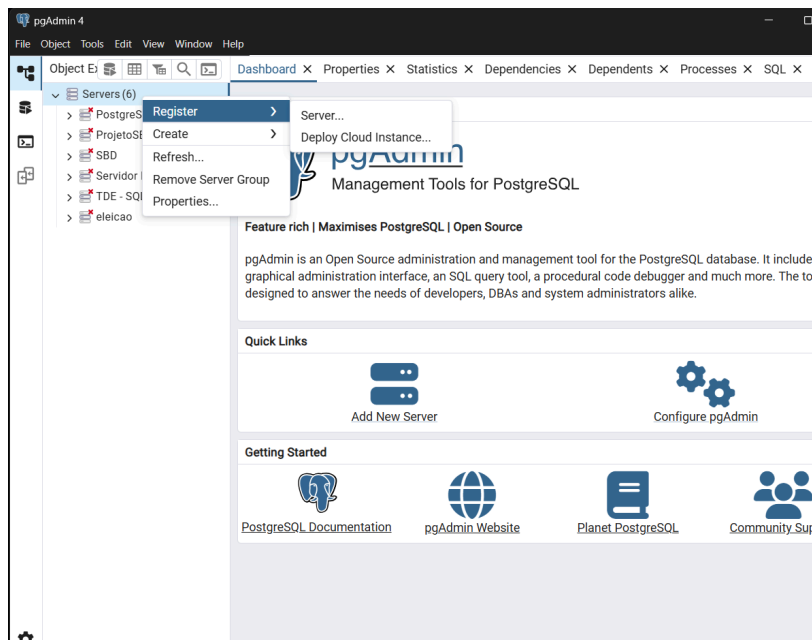 pgAdmin 4
File Object Tools Edit View Window Help
Object Ex
Dashboard Properties Statistics Dependencies Dependents Processes SQL
Servers (6)
PostgreS
ProjetoSB
SBD
Servidor
TDE - SQL
eleicao
Register
Create
Refresh...
Remove Server Group
Properties...
Server...
Deploy Cloud Instance...
pgAdmin
Management Tools for PostgreSQL
Feature rich | Maximises PostgreSQL | Open Source
pgAdmin is an Open Source administration and management tool for the PostgreSQL database. It include
graphical administration interface, an SQL query tool, a procedural code debugger and much more. The to
designed to answer the needs of developers, DBAs and system administrators alike.
Quick Links
Add New Server
Configure pgAdmin
Getting Started
PostgreSQL Documentation
pgAdmin Website
Planet PostgreSQL
Community Sup